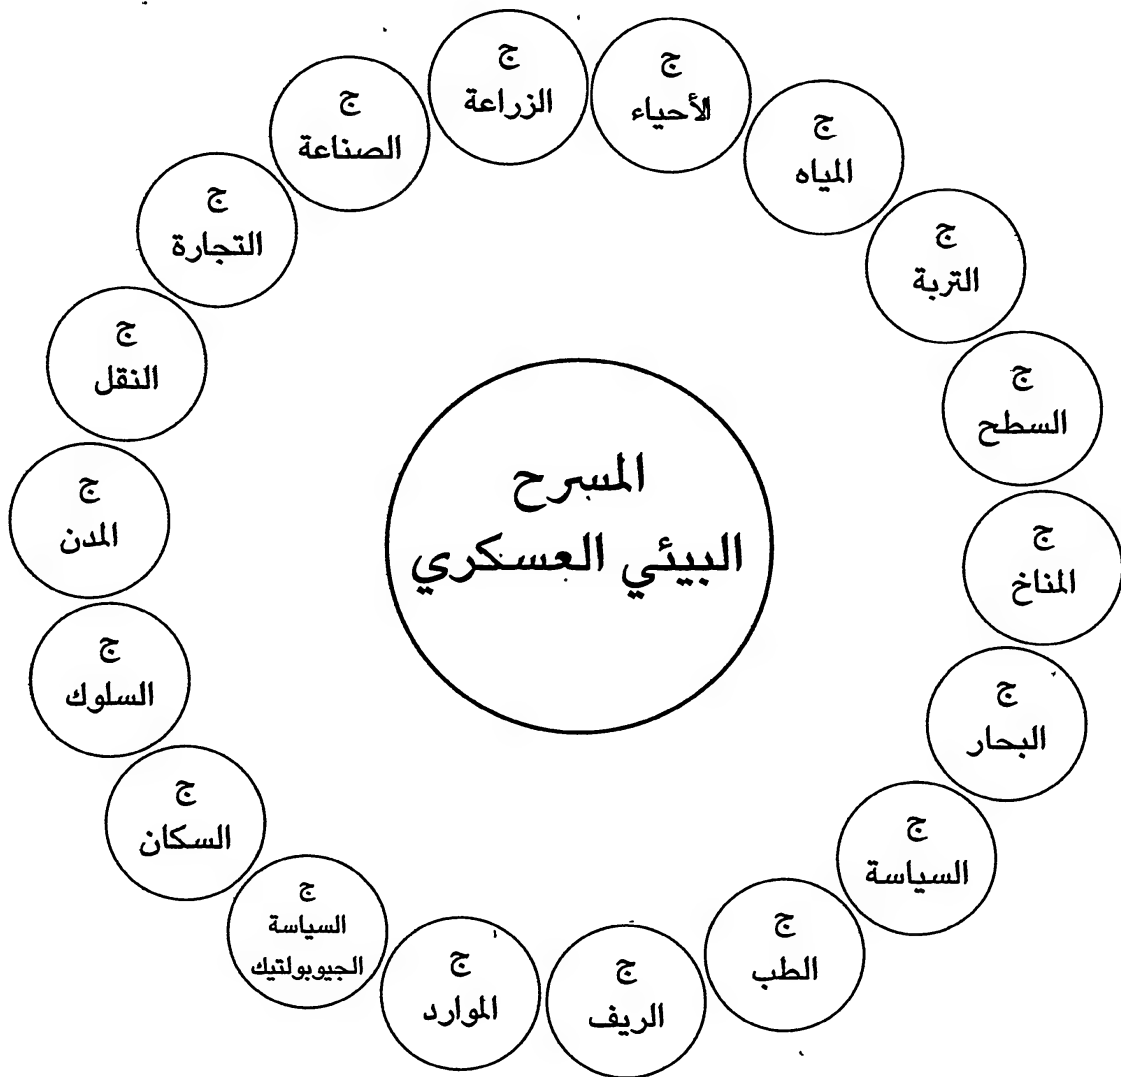 ج
الزراعة
ج
الأحياء
ج
المياه
ج
التربة
ج
السطح
ج
المناخ
ج
البحار
ج
السياسة
ج
الطب
ج
الريف
ج
الموارد
ج
السياسة
الجيوبولتيك
ج
السكان
ج
السلوك
ج
المدن
ج
النقل
ج
التجارة
ج
الصناعة
المسرح
البيئي العسكري